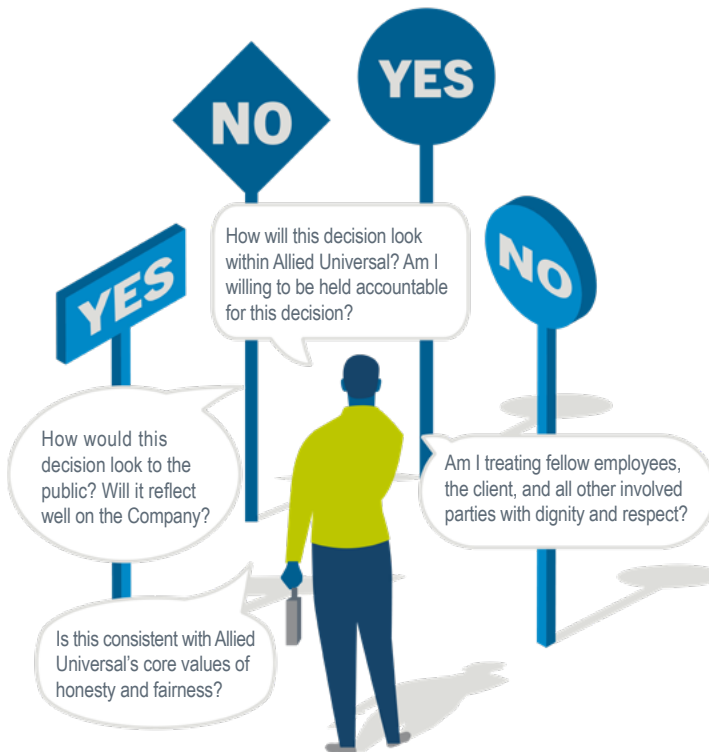 YES
NO
How will this decision look
within Allied Universal? Am I
willing to be held accountable
for this decision?
YES
NO
How would this
decision look to the
public? Will it reflect
well on the Company?
Am I treating fellow employees,
the client, and all other involved
parties with dignity and respect?
Is this consistent with Allied
Universal’s core values of
honesty and fairness?